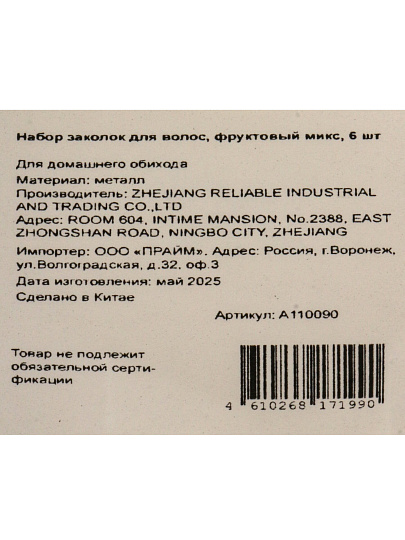 Набор заколок для волос, фруктовый микс, 6 шт
Для домашнего обихода
Материал: металл
Производитель: ZHEJIANG RELIABLE INDUSTRIAL
AND TRADING CO.,LTD
Адрес: ROOM 604, INTIME MANSION, No.2388, EAST
ZHONGSHAN ROAD, NINGBO CITY, ZHEJIANG
Импортер: ООО «ПРАЙМ». Адрес: Россия, г.Воронеж,
ул.Волгоградская, д.32, оф.3
Дата изготовления: май 2025
Сделано в Китае
Артикул: А110090
Товар не подлежит
обязательной серти-
фикации
4 610268 171990